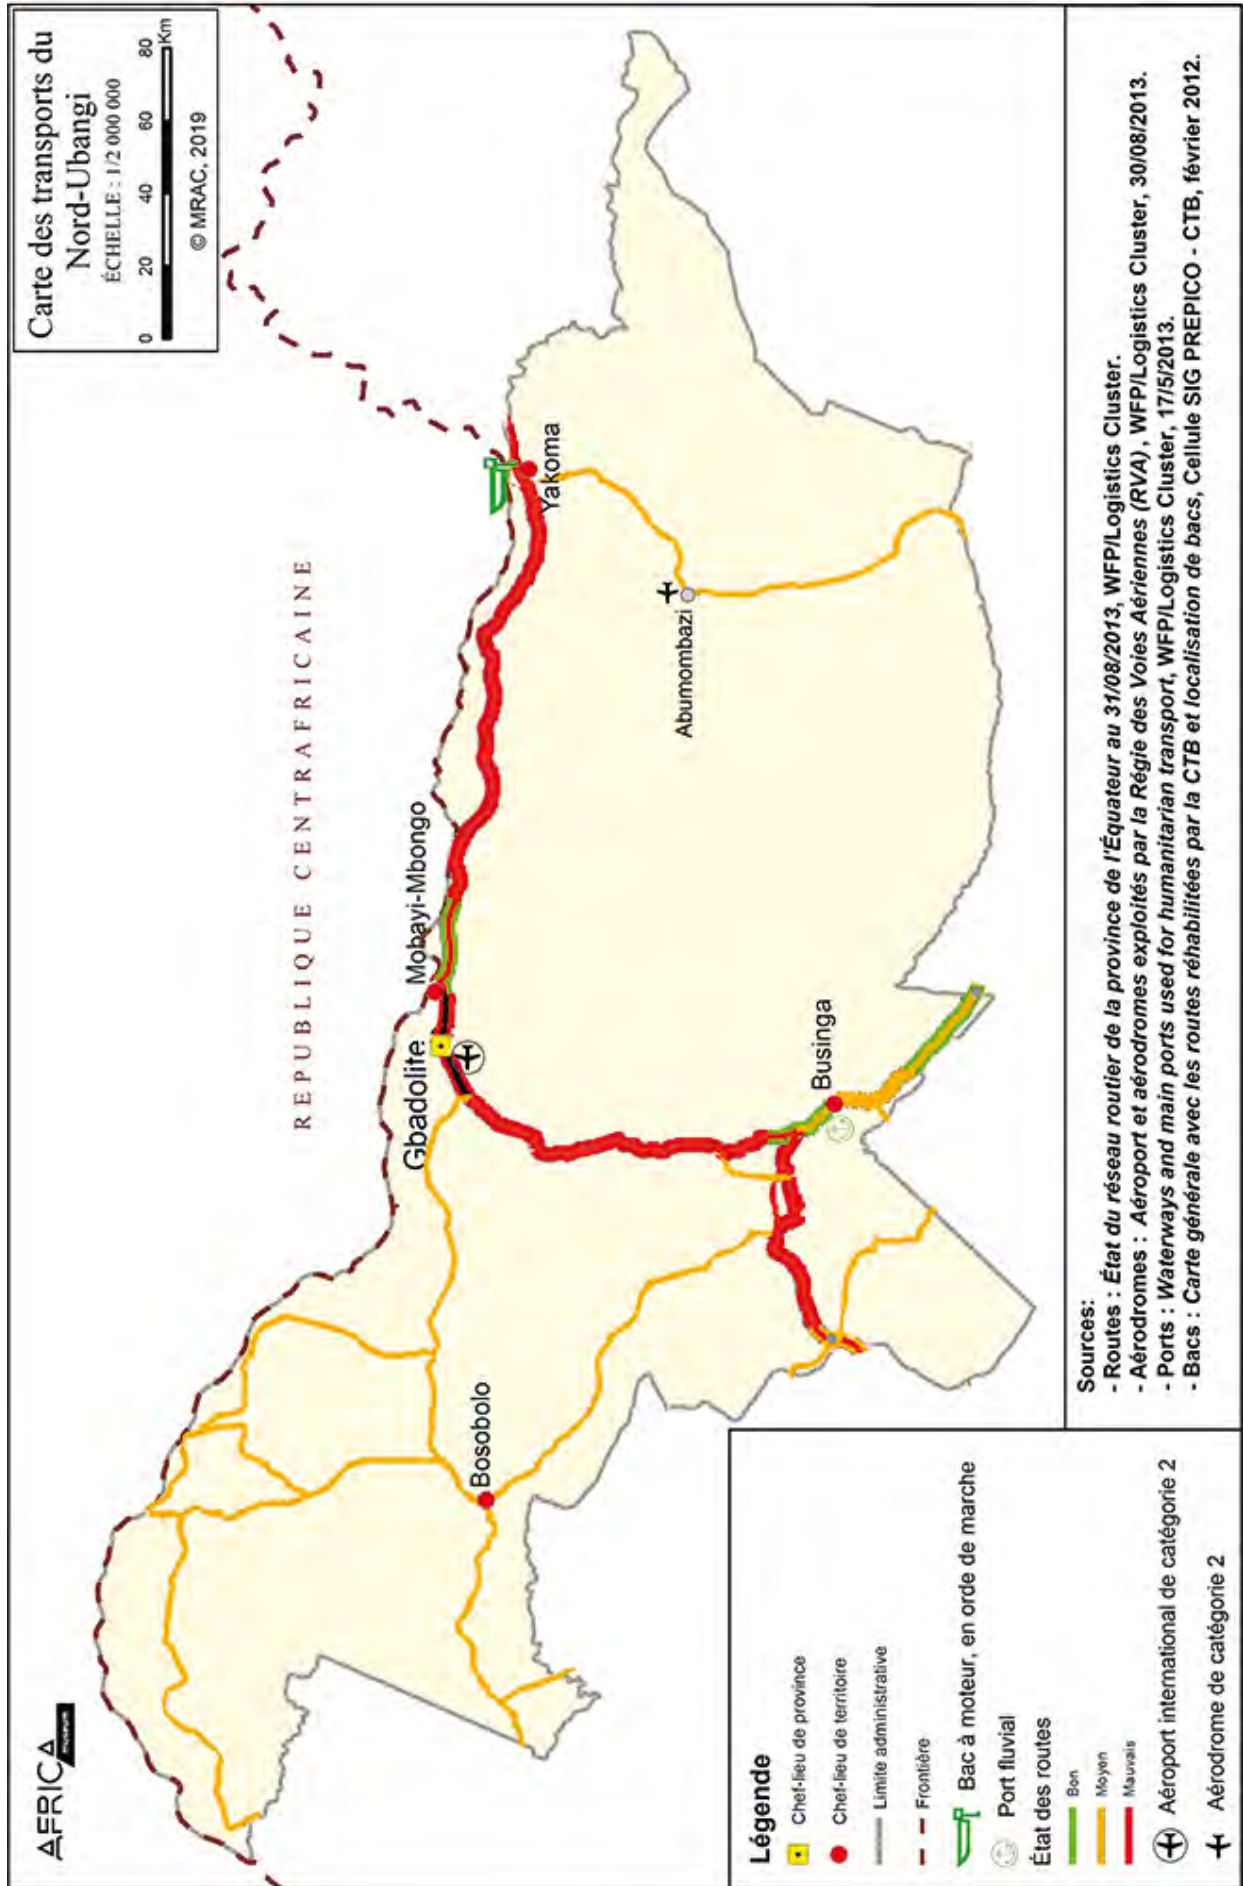 AFRICA
museum
Carte des transports du
Nord-Ubangi
ÉCHELLE : 1/2 000 000
0 20 40 60 80
Km
© MRAC, 2019
REPUBLIQUE CENTRAFRICAINE
Mobayi-Mbongo
Gbadolite
Yakoma
Abumombazi
Bosobolo
Businga
Légende
Chef-lieu de province
Chef-lieu de territoire
Limite administrative
Frontière
Bac à moteur, en orde de marche
Port fluvial
État des routes
Bon
Moyen
Mauvais
Aéroport international de catégorie 2
Aérodrome de catégorie 2
Sources:
- Routes : État du réseau routier de la province de l'Équateur au 31/08/2013, WFP/Logistics Cluster.
- Aérodromes : Aéroport et aérodromes exploités par la Régie des Voies Aériennes (RVA), WFP/Logistics Cluster, 30/08/2013.
- Ports : Waterways and main ports used for humanitarian transport, WFP/Logistics Cluster, 17/5/2013.
- Bacs : Carte générale avec les routes réhabilitées par la CTB et localisation de bacs, Cellule SIG PREPICO - CTB, février 2012.